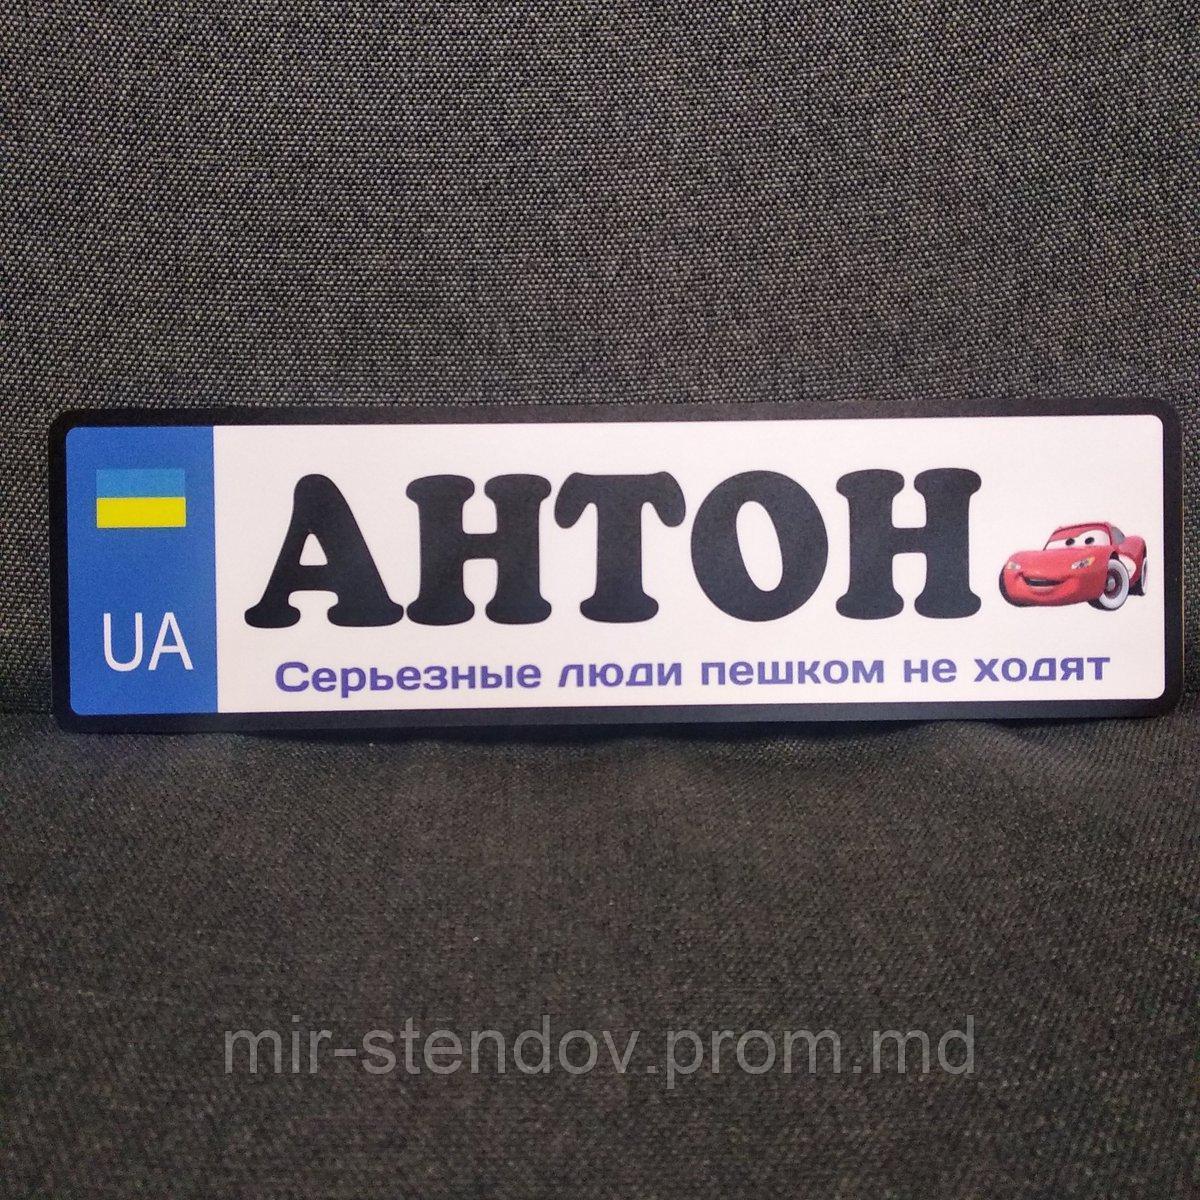 UA
АНТОН
Серьезные люди пешком не ходят
mir-stendov.prom.md